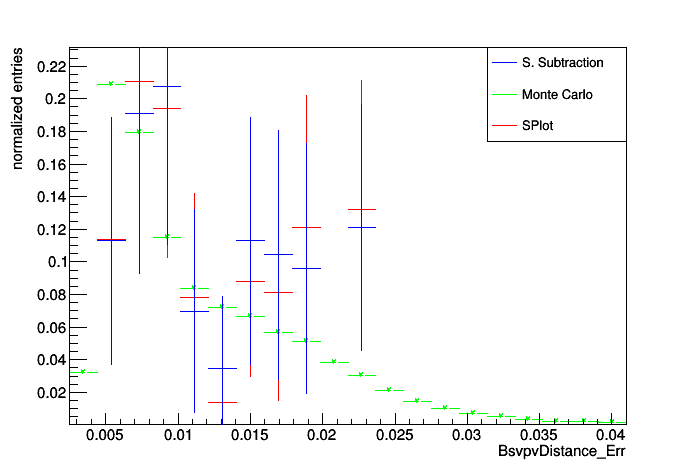 normalized entries
0.22
0.2
0.18
0.16
0.14
0.12
0.1
0.08
0.06
0.04
0.02
S. Subtraction
Monte Carlo
SPlot
0.005 0.01 0.015 0.02 0.025 0.03 0.035 0.04
BsvpvDistance_Err